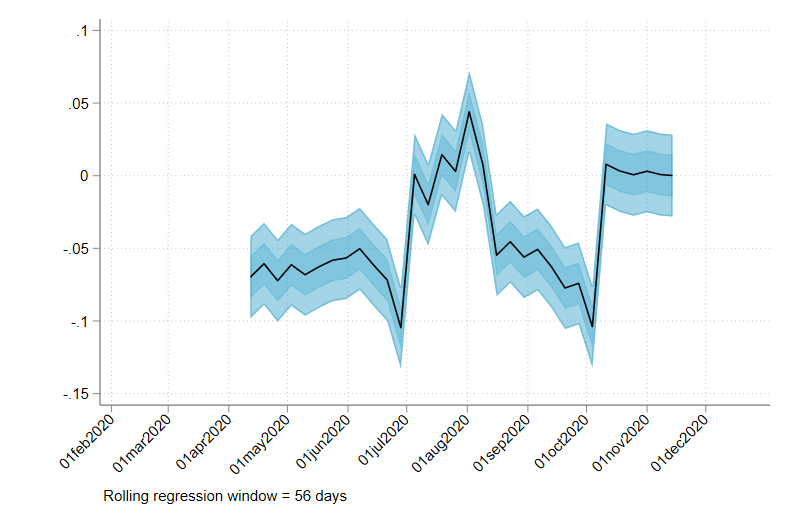 .1
.05
0
-.05
-.1
-.15
01feb2020
01mar2020
01apr2020
01may2020
01jun2020
01jul2020
01aug2020
01sep2020
01oct2020
01nov2020
01dec2020
Rolling regression window = 56 days